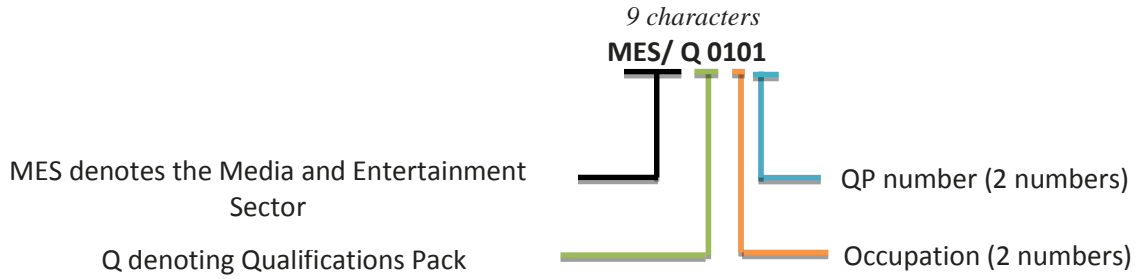 9 characters
MES/ Q 0101
MES denotes the Media and Entertainment
Sector
QP number (2 numbers)
Q denoting Qualifications Pack
Occupation (2 numbers)